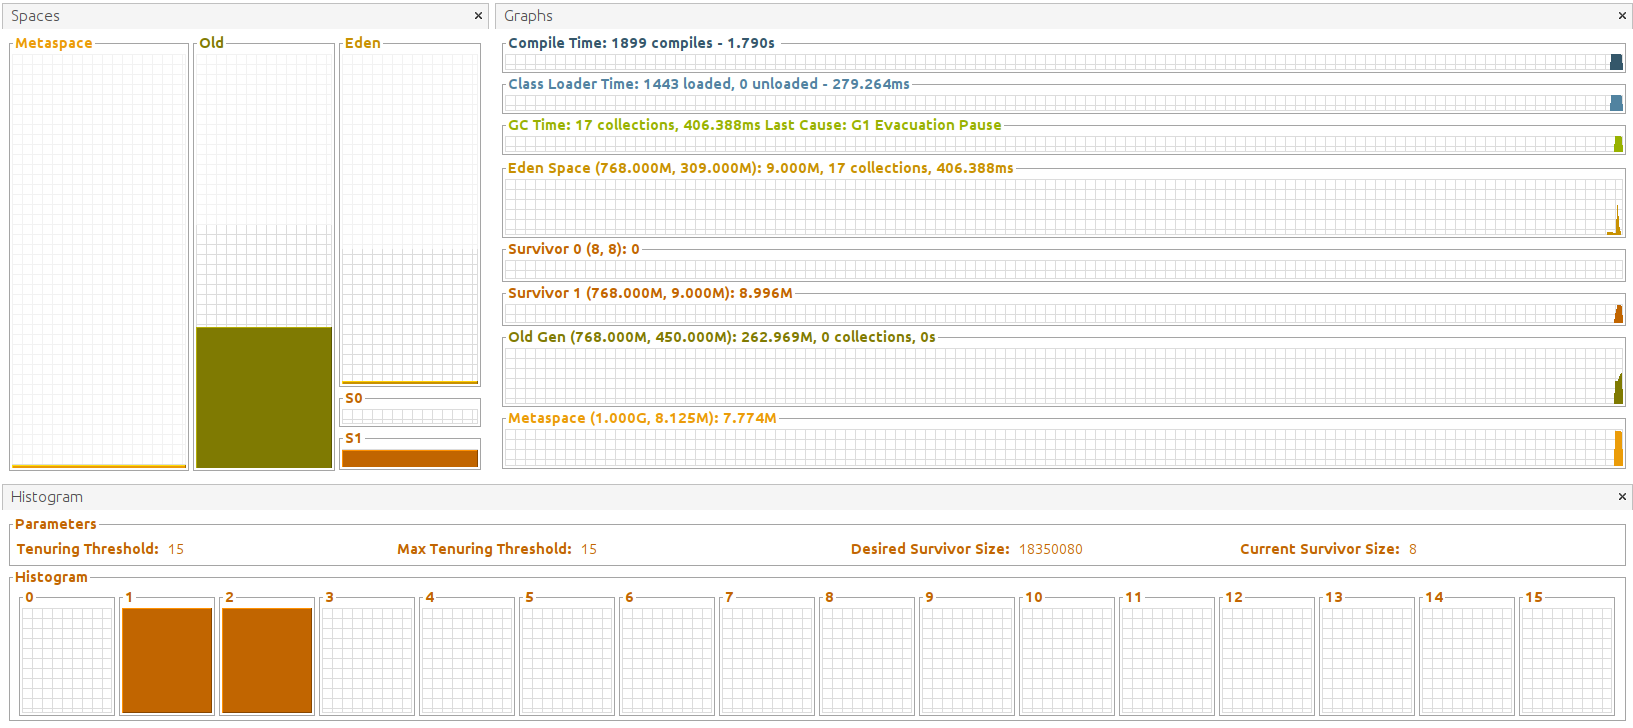 Spaces
Metaspace
Old
Eden
S0
S1
Graphs
Compile Time: 1899 compiles - 1.790s
Class Loader Time: 1443 loaded, 0 unloaded - 279.264ms
GC Time: 17 collections, 406.388ms Last Cause: G1 Evacuation Pause
Eden Space (768.000M, 309.000M): 9.000M, 17 collections, 406.388ms
Survivor 0 (8, 8): 0
Survivor 1 (768.000M, 9.000M): 8.996M
Old Gen (768.000M, 450.000M): 262.969M, 0 collections, 0s
Metaspace (1.000G, 8.125M): 7.774M
Histogram
Parameters
Tenuring Threshold: 15 Max Tenuring Threshold: 15 Desired Survivor Size: 18350080 Current Survivor Size: 8
Histogram
0 1 2 3 4 5 6 7 8 9 10 11 12 13 14 15